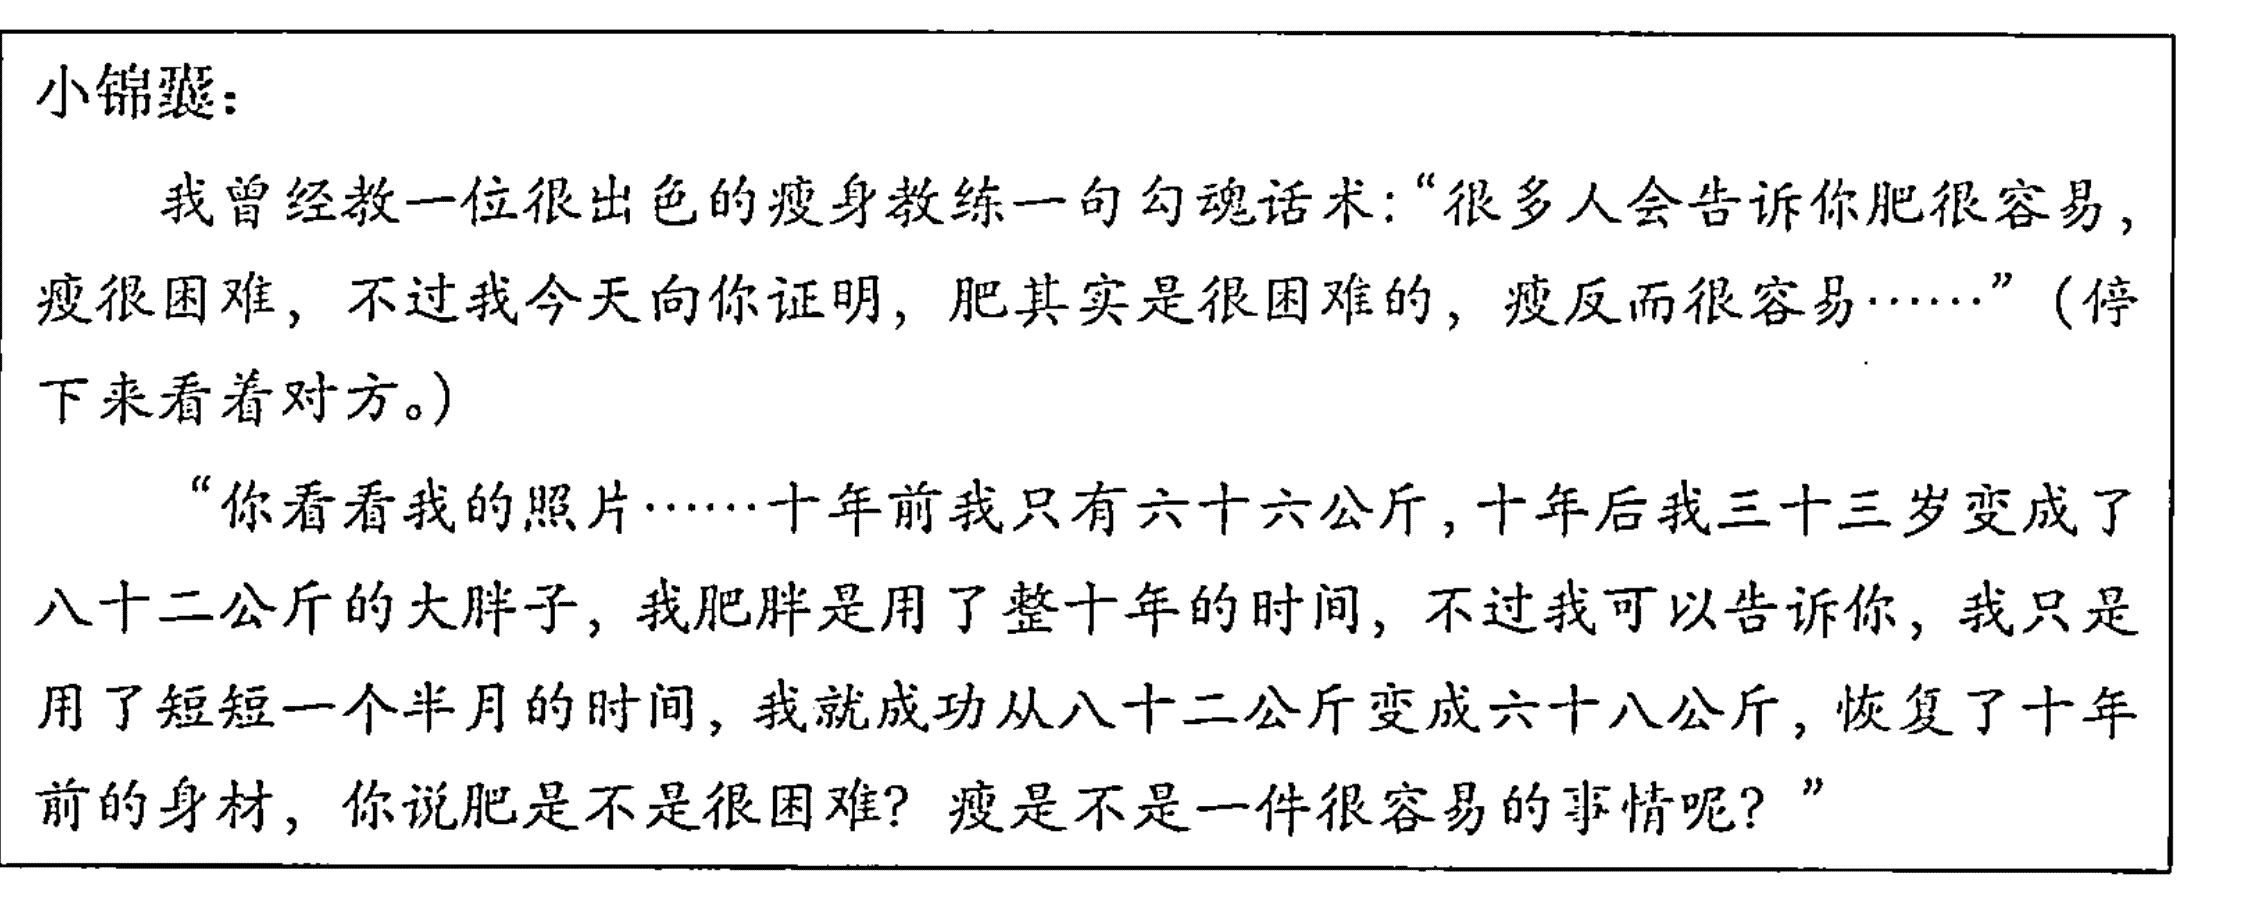 小锦囊：
我曾经教一位很出色的瘦身教练一句勾魂话术：“很多人会告诉你肥很容易，
瘦很困难，不过我今天向你证明，肥其实是很困难的，瘦反而很容易……”（停
下来看着对方。）
“你看看我的照片……十年前我只有六十六公斤，十年后我三十三岁变成了
八十二公斤的大胖子，我肥胖是用了整十年的时间，不过我可以告诉你，我只是
用了短短一个半月的时间，我就成功从八十二公斤变成六十八公斤，恢复了十年
前的身材，你说肥是不是很困难？瘦是不是一件很容易的事情呢？”